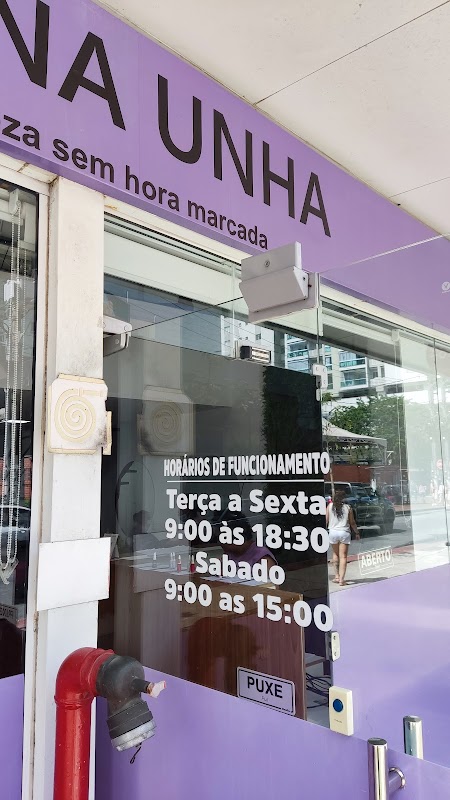 NA UNHA
za sem hora marcada
HORÁRIOS DE FUNCIONAMENTO
Terça a Sexta
9:00 às 18:30
Sabado
9:00 as 15:00
ABERTO
PUXE